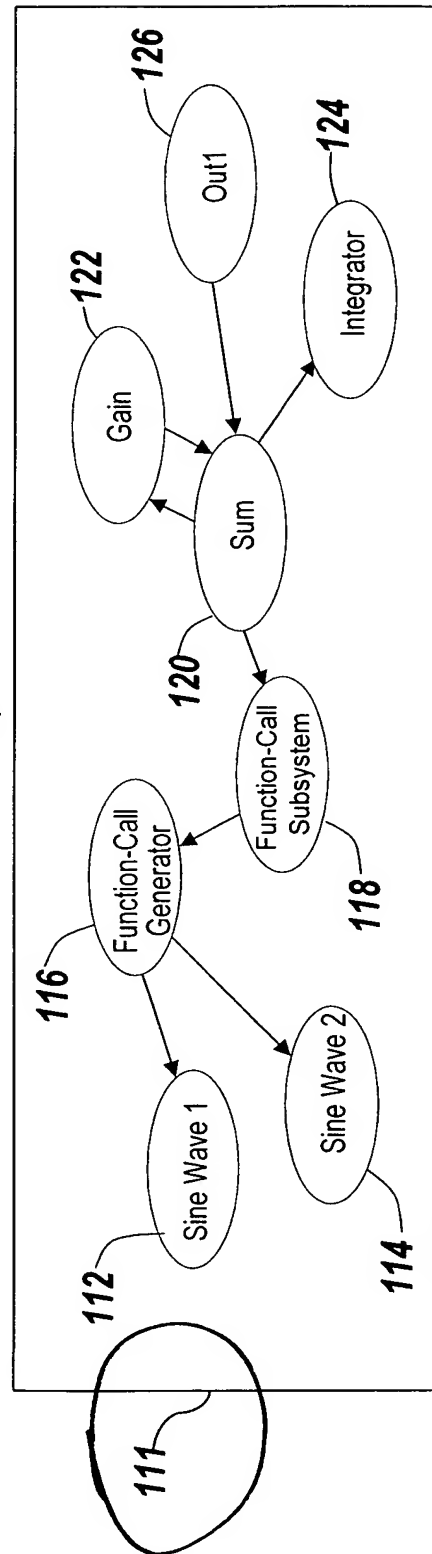 111
112
Sine Wave 1
114
Sine Wave 2
116
Function-Call
Generator
118
Function-Call
Subsystem
120
Sum
122
Gain
124
Integrator
126
Out1